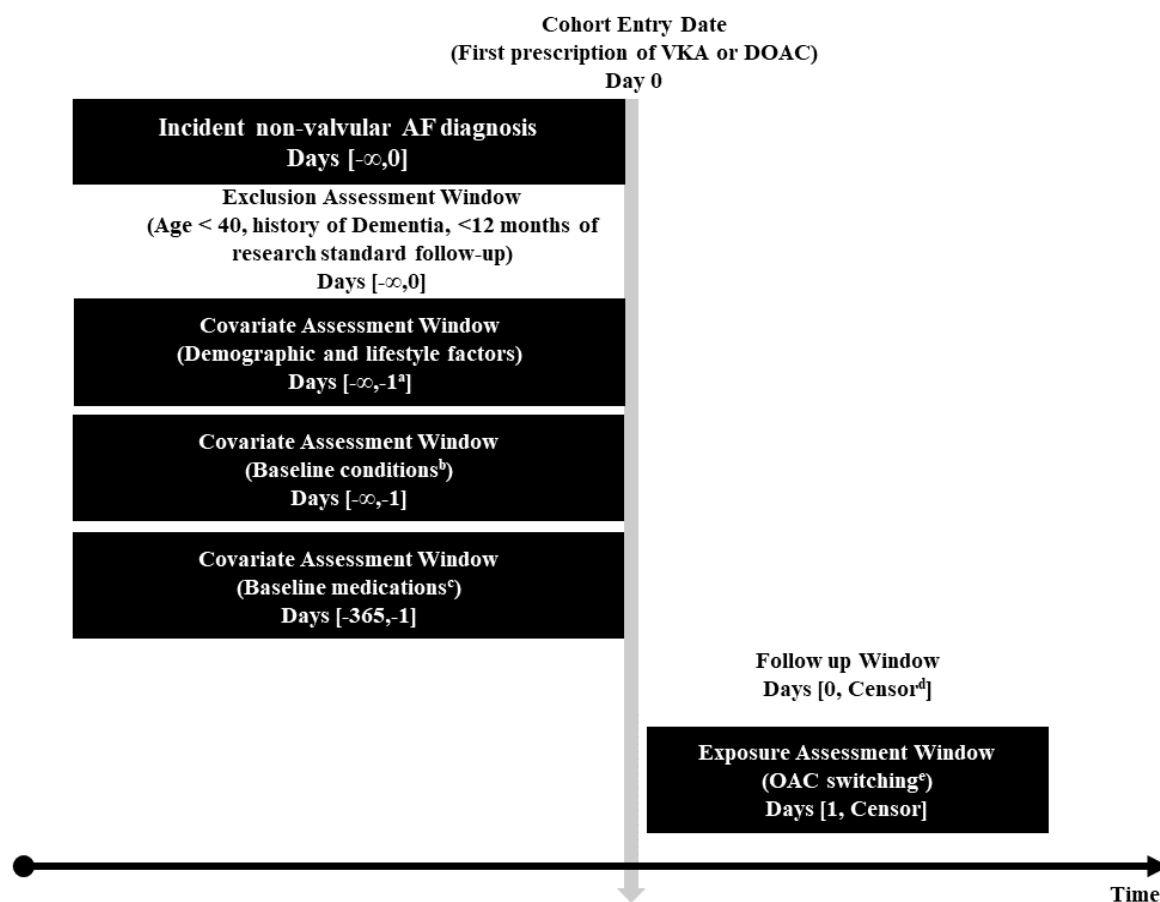 Cohort Entry Date
(First prescription of VKA or DOAC)
Day 0
Incident non-valvular AF diagnosis
Days [-∞,0]
Exclusion Assessment Window
(Age < 40, history of Dementia, <12 months of
research standard follow-up)
Days [-∞,0]
Covariate Assessment Window
(Demographic and lifestyle factors)
Days [-∞,-1ᵃ]
Covariate Assessment Window
(Baseline conditionsᵇ)
Days [-∞,-1]
Covariate Assessment Window
(Baseline medicationsᶜ)
Days [-365,-1]
Follow up Window
Days [0, Censorᵈ]
Exposure Assessment Window
(OAC switchingᵉ)
Days [1, Censor]
Time